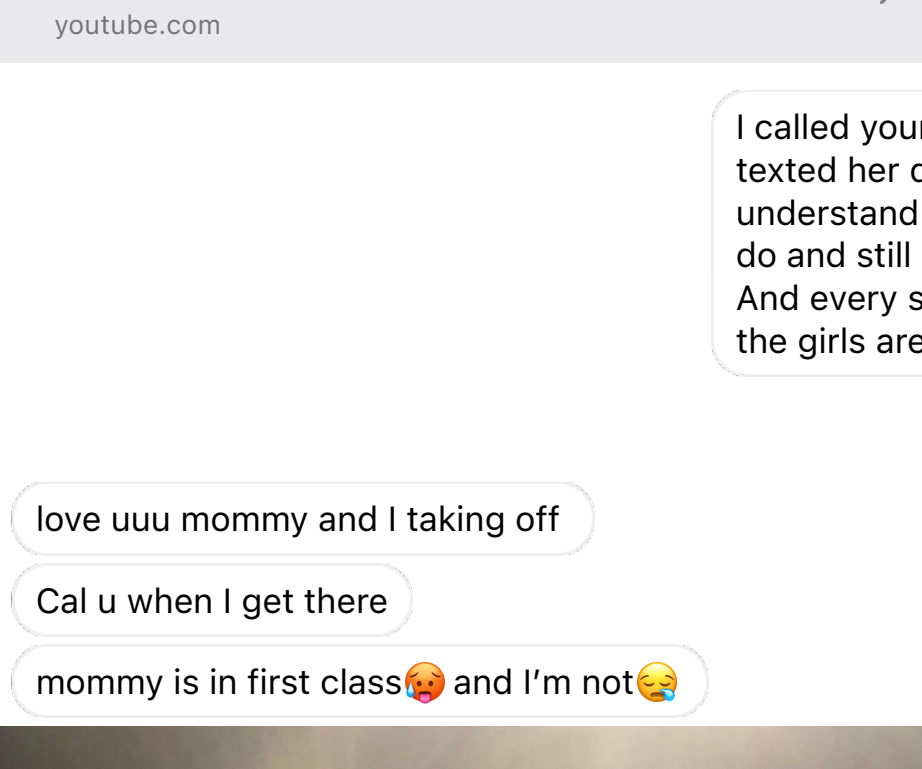 youtube.com
I called your
texted her
understand
do and still
And every
the girls are
love uuu mommy and I taking off
Cal u when I get there
mommy is in first class🥵 and I’m not😪